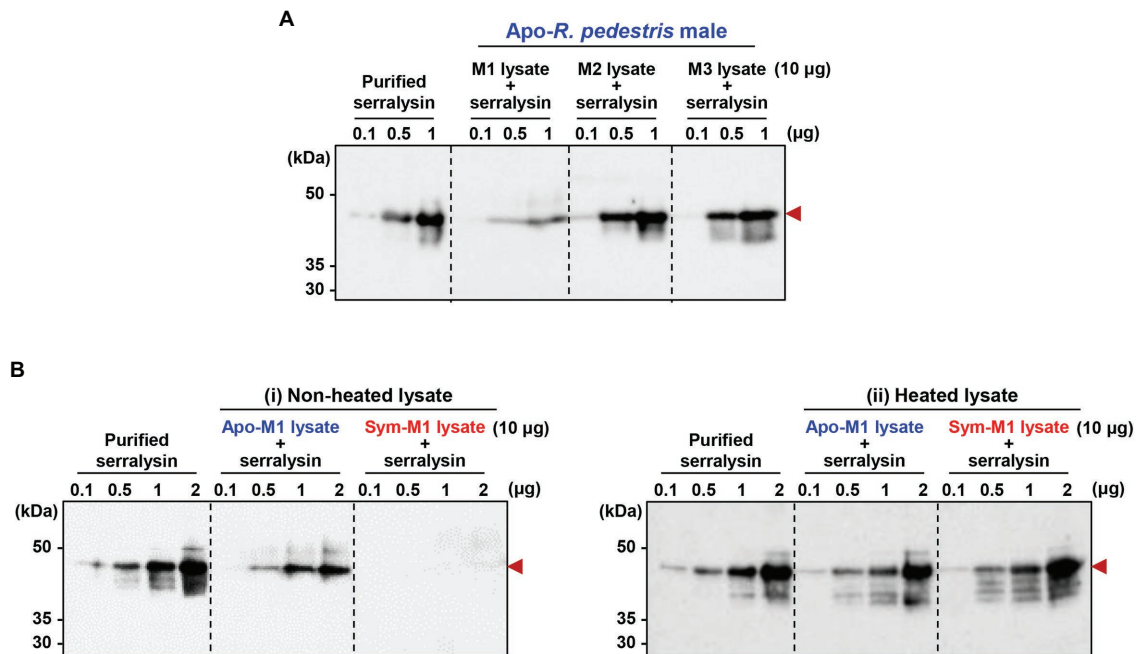 A
Apo-R. pedestris male
Purified serralysin
M1 lysate + serralysin
M2 lysate + serralysin
M3 lysate + serralysin
(10 µg)
0.1 0.5 1 0.1 0.5 1 0.1 0.5 1 0.1 0.5 1 (µg)
(kDa)
50
35
30
B
(i) Non-heated lysate
Purified serralysin
Apo-M1 lysate + serralysin
Sym-M1 lysate + serralysin
(10 µg)
0.1 0.5 1 2 0.1 0.5 1 2 0.1 0.5 1 2 (µg)
(kDa)
50
35
30
(ii) Heated lysate
Purified serralysin
Apo-M1 lysate + serralysin
Sym-M1 lysate + serralysin
(10 µg)
0.1 0.5 1 2 0.1 0.5 1 2 0.1 0.5 1 2 (µg)
(kDa)
50
35
30